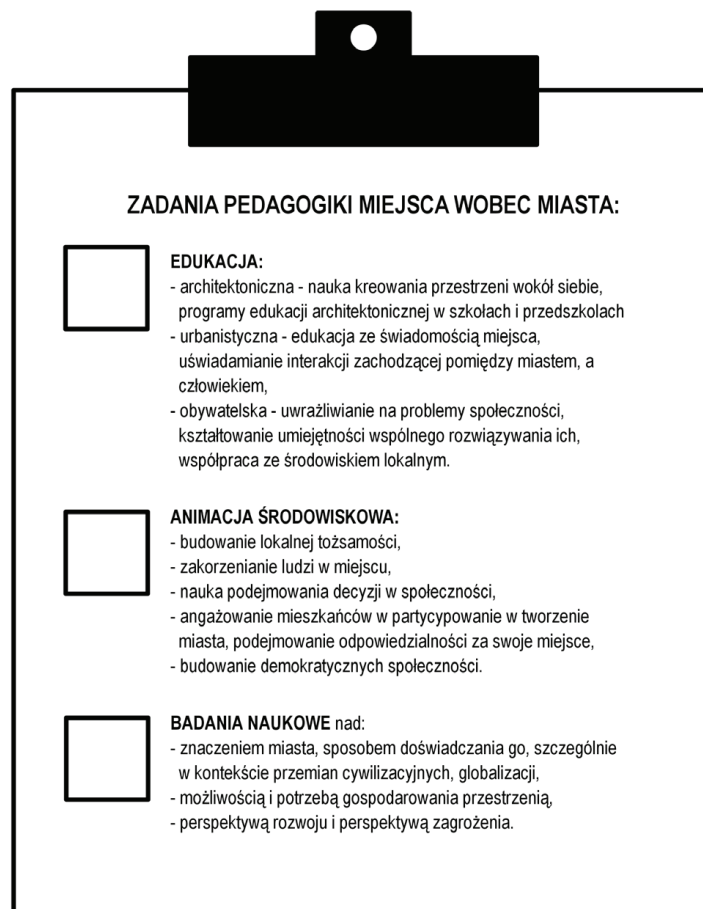 ZADANIA PEDAGOGIKI MIEJSCA WOBEC MIASTA:
EDUKACJA:
- architektoniczna - nauka kreowania przestrzeni wokół siebie,
programy edukacji architektonicznej w szkołach i przedszkolach
- urbanistyczna - edukacja ze świadomością miejsca,
uświadamianie interakcji zachodzącej pomiędzy miastem, a
człowiekiem,
- obywatelska - uwrażliwianie na problemy społeczności,
kształtowanie umiejętności wspólnego rozwiązywania ich,
współpraca ze środowiskiem lokalnym.
ANIMACJA ŚRODOWISKOWA:
- budowanie lokalnej tożsamości,
- zakorzenianie ludzi w miejscu,
- nauka podejmowania decyzji w społeczności,
- angażowanie mieszkańców w partycypowanie w tworzenie
miasta, podejmowanie odpowiedzialności za swoje miejsce,
- budowanie demokratycznych społeczności.
BADANIA NAUKOWE nad:
- znaczeniem miasta, sposobem doświadczania go, szczególnie
w kontekście przemian cywilizacyjnych, globalizacji,
- możliwością i potrzebą gospodarowania przestrzenią,
- perspektywą rozwoju i perspektywą zagrożenia.